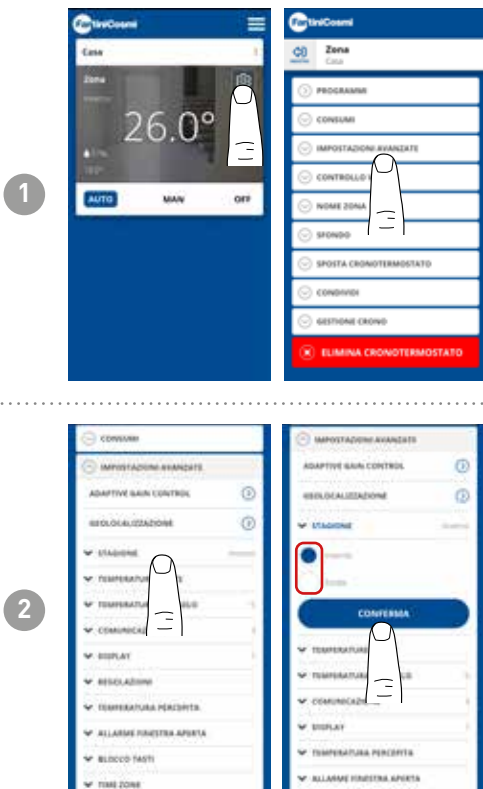 1
FantiniCosmi
Casa
Zona
26.0°
AUTO MAN OFF
FantiniCosmi
Zona
Casa
PROGRAMMI
CONSUMI
IMPOSTAZIONI AVANZATE
CONTROLLO
NOME ZONA
SFONDO
SPOSTA CRONOTERMOSTATO
CONDIVIDI
GESTIONE CRONO
ELIMINA CRONOTERMOSTATO
2
CONSUMI
IMPOSTAZIONI AVANZATE
ADAPTIVE GAIN CONTROL
GEOLOCALIZZAZIONE
STAGIONE
DISPLAY
REGOLAZIONI
TEMPERATURA PERCEPITA
ALLARME FINESTRA APERTA
BLOCCO TASTI
TIME ZONE
IMPOSTAZIONI AVANZATE
ADAPTIVE GAIN CONTROL
GEOLOCALIZZAZIONE
STAGIONE
CONFERMA
DISPLAY
TEMPERATURA PERCEPITA
ALLARME FINESTRA APERTA